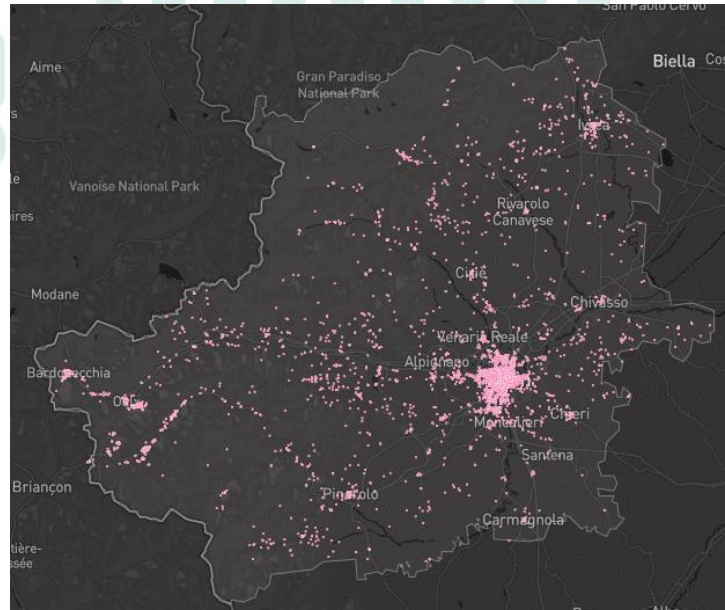 San Paolo Cervo
Aime
Biella
Cos
Gran Paradiso
National Park
Vanoise National Park
Rivarolo
Canavese
Modane
Chivasso
Venaria Reale
Alpignano
Bardonecchia
Chieri
Moncalieri
Santena
Briançon
Pinerolo
Carmagnola